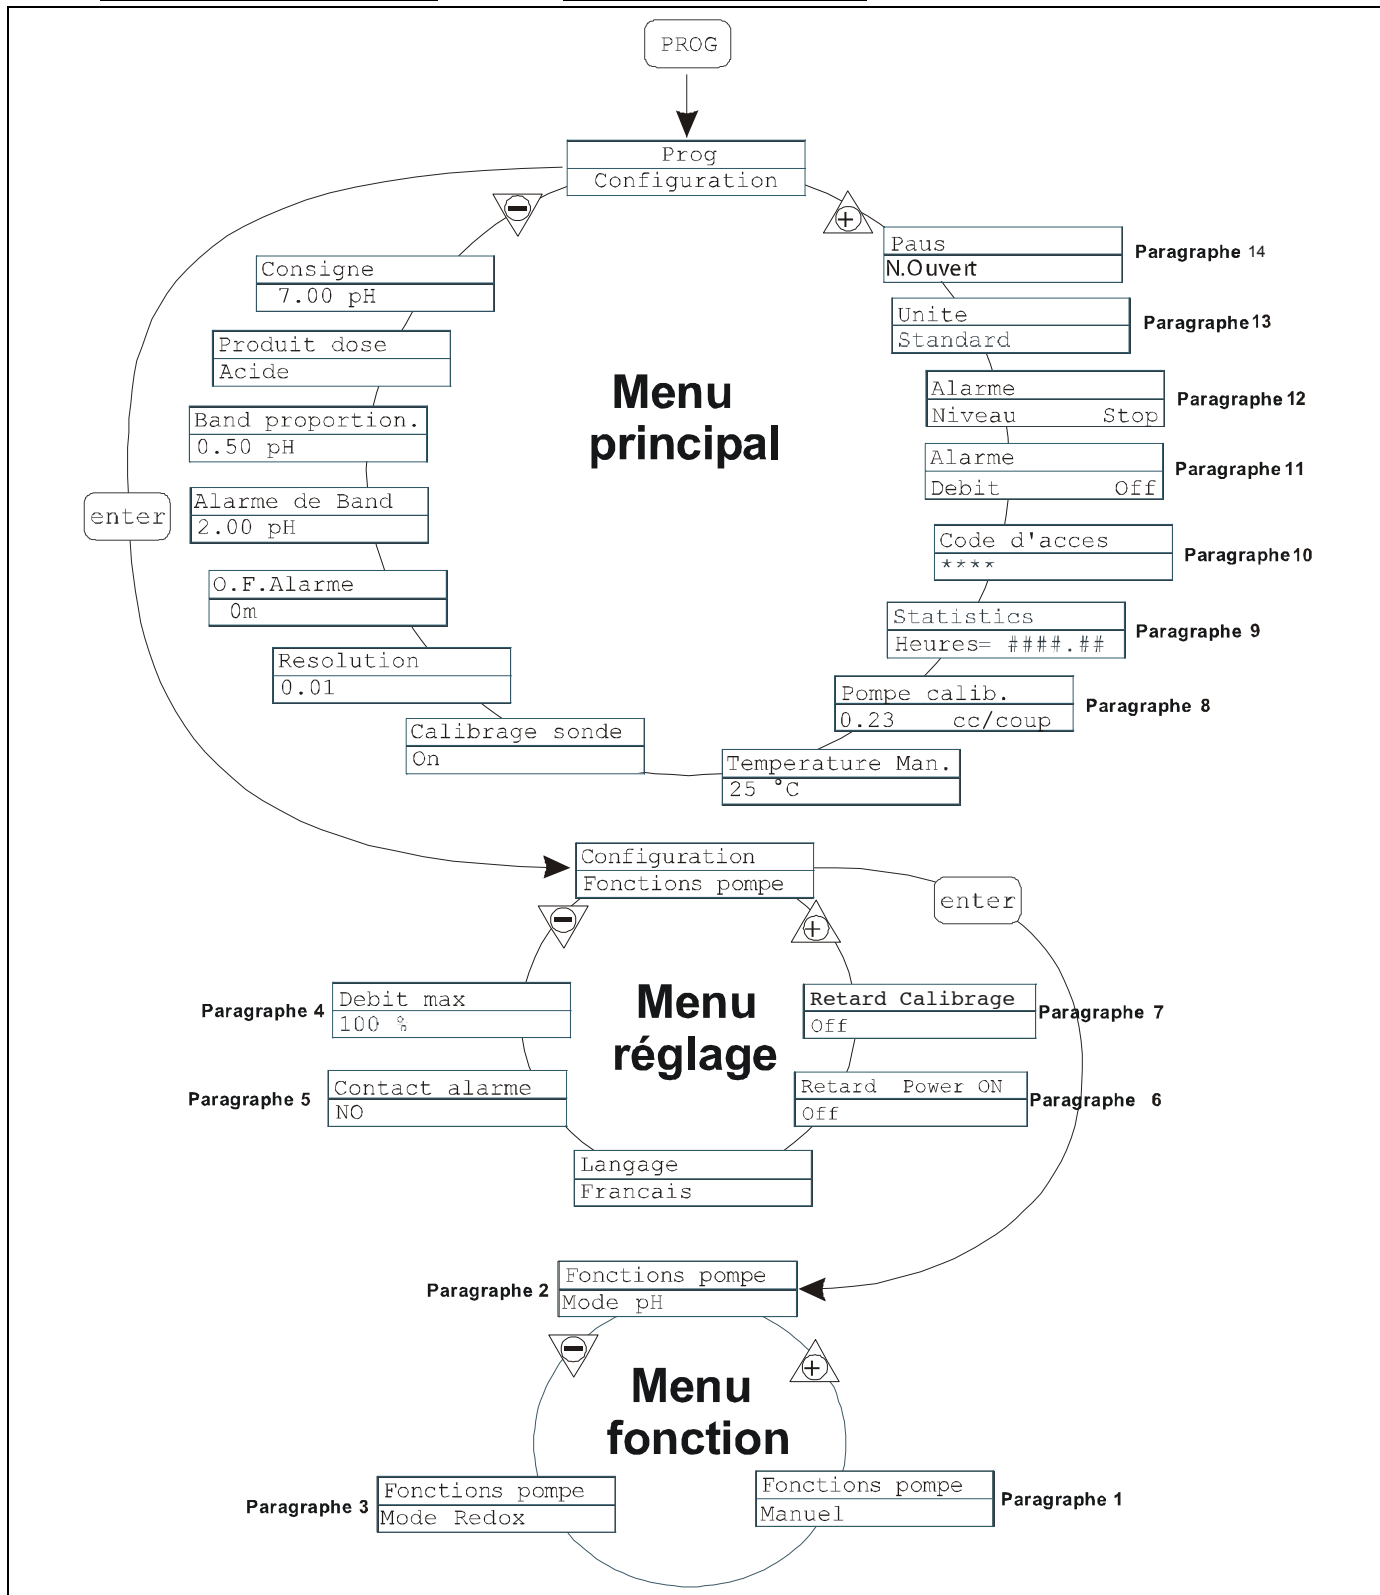 PROG
Prog
Configuration
Paus
N.Ouvert
Paragraphe 14
Consigne
7.00 pH
Unite
Standard
Paragraphe 13
Produit dose
Acide
Menu
principal
Alarme
Niveau Stop
Paragraphe 12
Band proportion.
0.50 pH
Alarme
Debit Off
Paragraphe 11
Alarme de Band
2.00 pH
enter
Code d'acces
****
Paragraphe 10
O.F.Alarme
0m
Statistics
Heures= ####.##
Paragraphe 9
Resolution
0.01
Pompe calib.
0.23 cc/coup
Paragraphe 8
Calibrage sonde
On
Temperature Man.
25 °C
Configuration
Fonctions pompe
enter
Paragraphe 4
Debit max
100 %
Menu
réglage
Retard Calibrage
Off
Paragraphe 7
Paragraphe 5
Contact alarme
NO
Retard Power ON
Off
Paragraphe 6
Langage
Francais
Paragraphe 2
Fonctions pompe
Mode pH
Menu
fonction
Paragraphe 3
Fonctions pompe
Mode Redox
Fonctions pompe
Manuel
Paragraphe 1